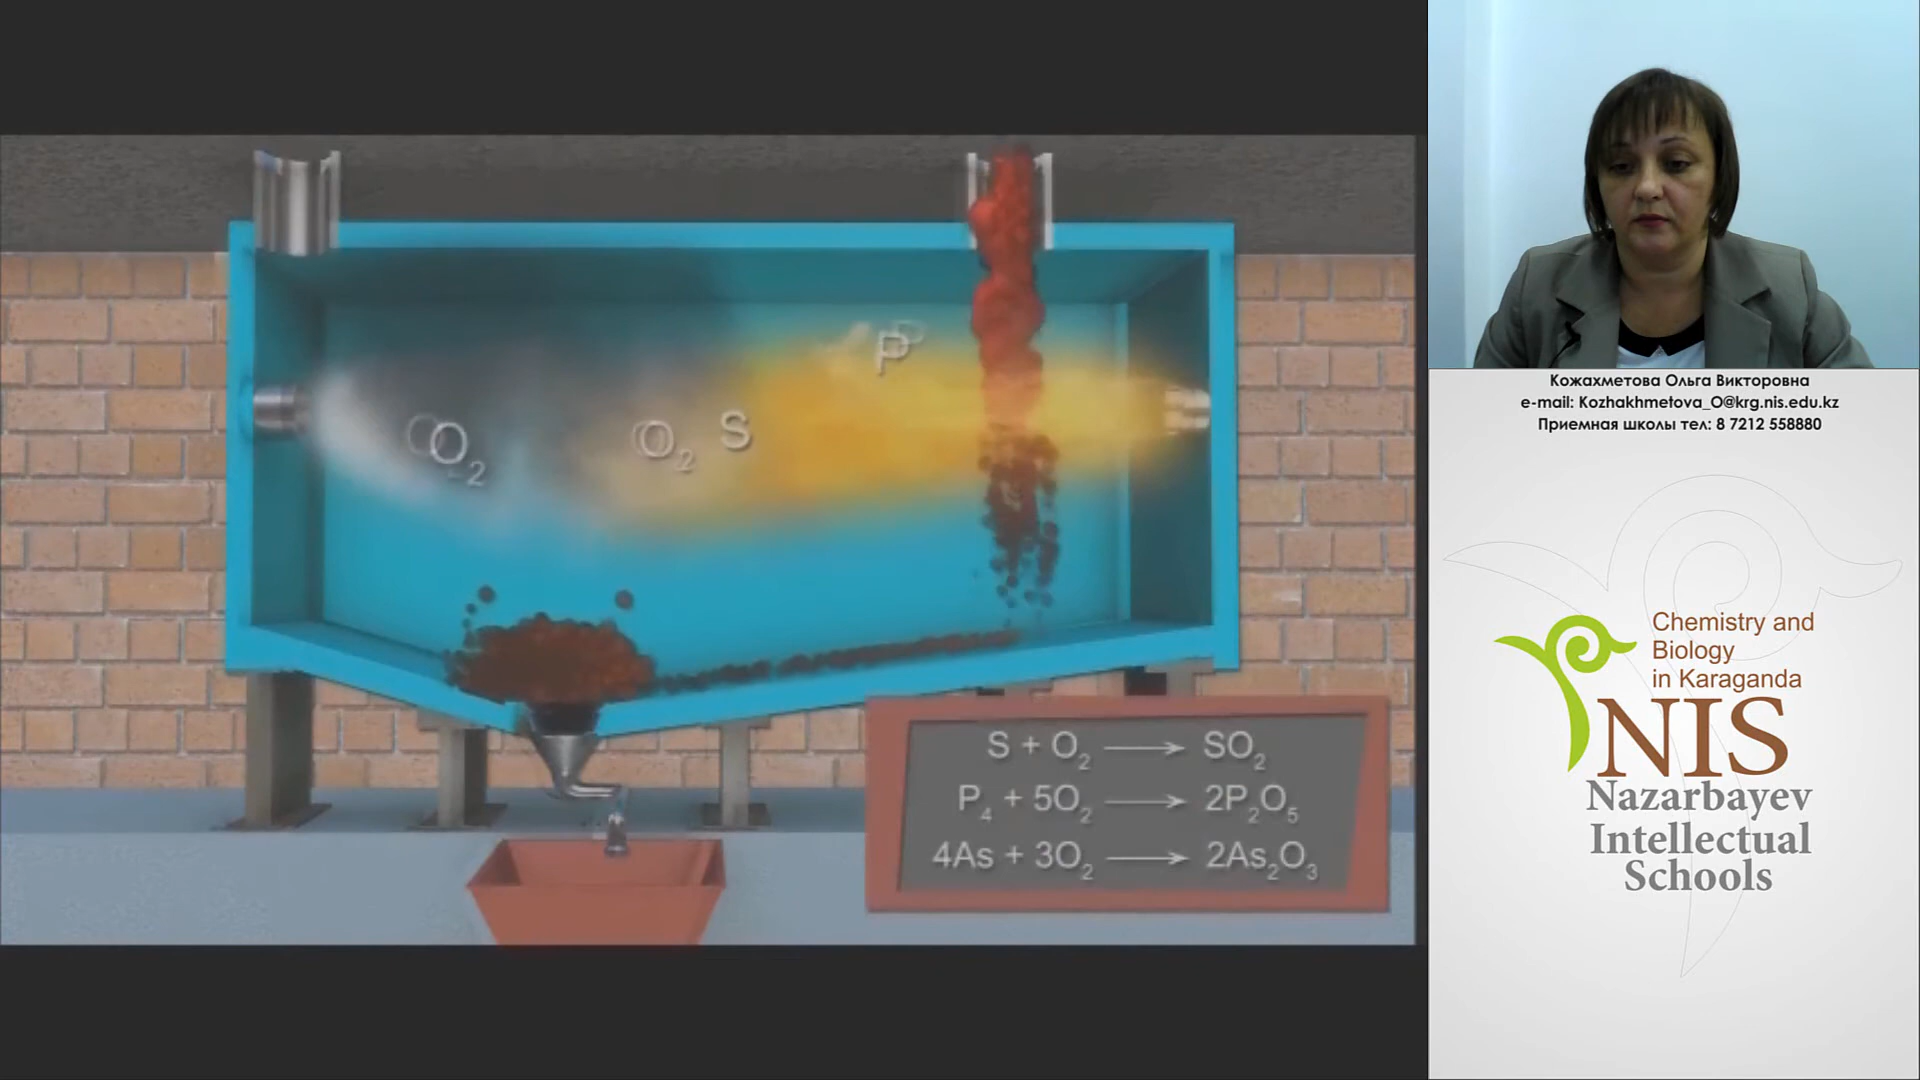 P
O₂
O₂
S
S + O₂ ⟶ SO₂
P₄ + 5O₂ ⟶ 2P₂O₅
4As + 3O₂ ⟶ 2As₂O₃
Кожахметова Ольга Викторовна
e-mail: Kozhakhmetova_O@krg.nis.edu.kz
Приемная школы тел: 8 7212 558880
Chemistry and
Biology
in Karaganda
NIS
Nazarbayev
Intellectual
Schools